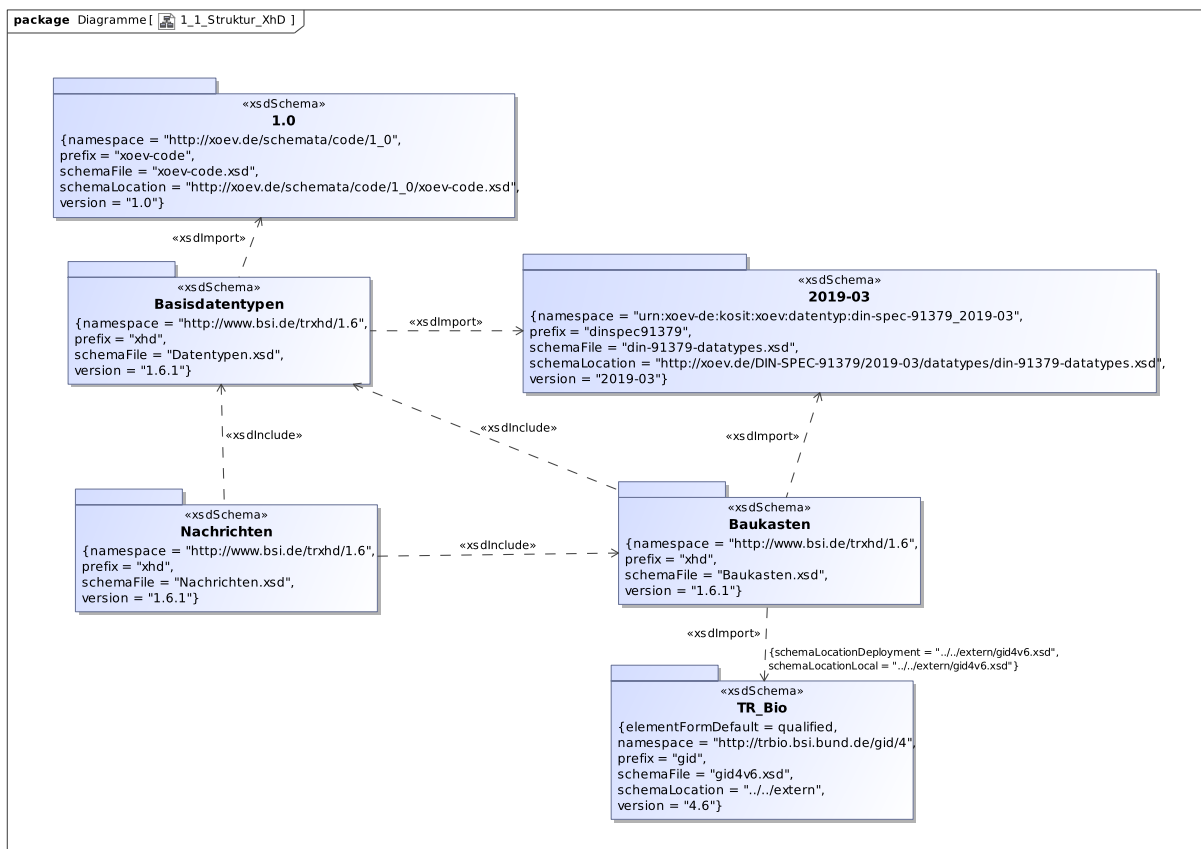 package Diagramme [ 1_1_Struktur_XhD ]
«xsdSchema»
1.0
{namespace = "http://xoev.de/schemata/code/1_0",
prefix = "xoev-code",
schemaFile = "xoev-code.xsd",
schemaLocation = "http://xoev.de/schemata/code/1_0/xoev-code.xsd",
version = "1.0"}
«xsdImport»
«xsdSchema»
Basisdatentypen
{namespace = "http://www.bsi.de/trxhd/1.6",
prefix = "xhd",
schemaFile = "Datentypen.xsd",
version = "1.6.1"}
«xsdImport»
«xsdSchema»
2019-03
{namespace = "urn:xoev-de:kosit:xoev:datentyp:din-spec-91379_2019-03",
prefix = "dinspec91379",
schemaFile = "din-91379-datatypes.xsd",
schemaLocation = "http://xoev.de/DIN-SPEC-91379/2019-03/datatypes/din-91379-datatypes.xsd",
version = "2019-03"}
«xsdInclude»
«xsdInclude»
«xsdImport»
«xsdSchema»
Nachrichten
{namespace = "http://www.bsi.de/trxhd/1.6",
prefix = "xhd",
schemaFile = "Nachrichten.xsd",
version = "1.6.1"}
«xsdInclude»
«xsdSchema»
Baukasten
{namespace = "http://www.bsi.de/trxhd/1.6",
prefix = "xhd",
schemaFile = "Baukasten.xsd",
version = "1.6.1"}
«xsdImport»
{schemaLocationDeployment = "../../extern/gid4v6.xsd",
schemaLocationLocal = "../../extern/gid4v6.xsd"}
«xsdSchema»
TR_Bio
{elementFormDefault = qualified,
namespace = "http://trbio.bsi.bund.de/gid/4",
prefix = "gid",
schemaFile = "gid4v6.xsd",
schemaLocation = "../../extern",
version = "4.6"}